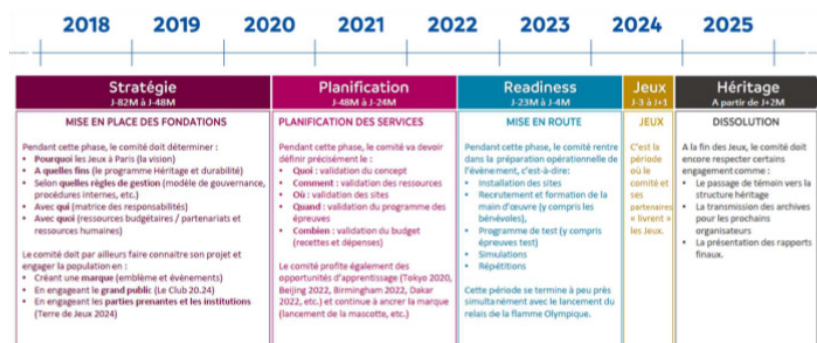 2018 2019 2020 2021 2022 2023 2024 2025
Stratégie
J-82M à J-48M
MISE EN PLACE DES FONDATIONS
Pendant cette phase, le comité doit déterminer :
• Pourquoi les Jeux à Paris (la vision)
• A quelles fins (le programme Héritage et durabilité)
• Selon quelles règles de gestion (modèle de gouvernance,
procédures internes, etc.)
• Avec qui (matrice des responsabilités)
• Avec quoi (ressources budgétaires / partenariats et
ressources humaines)
Le comité doit par ailleurs faire connaitre son projet et
engager la population en :
• Créant une marque (emblème et évènements)
• En engageant le grand public (Le Club 20.24)
• En engageant les parties prenantes et les institutions
(Terre de Jeux 2024)
Planification
J-48M à J-24M
PLANIFICATION DES SERVICES
Pendant cette phase, le comité va devoir
définir précisément le :
• Quoi : validation du concept
• Comment : validation des ressources
• Où : validation des sites
• Quand : validation du programme des
épreuves
• Combien : validation du budget
(recettes et dépenses)
Le comité profite également des
opportunités d'apprentissage (Tokyo 2020,
Beijing 2022, Birmingham 2022, Dakar
2022, etc.) et continue à ancrer la marque
(lancement de la mascotte, etc.)
Readiness
J-23M à J-4M
MISE EN ROUTE
Pendant cette phase, le comité rentre
dans la préparation opérationnelle de
l'évènement, c'est-à-dire:
• Installation des sites
• Recrutement et formation de la
main d'œuvre (y compris les
bénévoles),
• Programme de test (y compris
épreuves test)
• Simulations
• Répétitions
Cette période se termine à peu près
simultanément avec le lancement du
relais de la flamme Olympique.
Jeux
J-3 à J+1
JEUX
C'est la
période
où le
comité et
ses
partenaires
« livrent »
les Jeux.
Héritage
A partir de J+2M
DISSOLUTION
A la fin des Jeux, le comité doit
encore respecter certains
engagement comme :
• Le passage de témoin vers la
structure héritage
• La transmission des archives
pour les prochains
organisateurs
• La présentation des rapports
finaux.